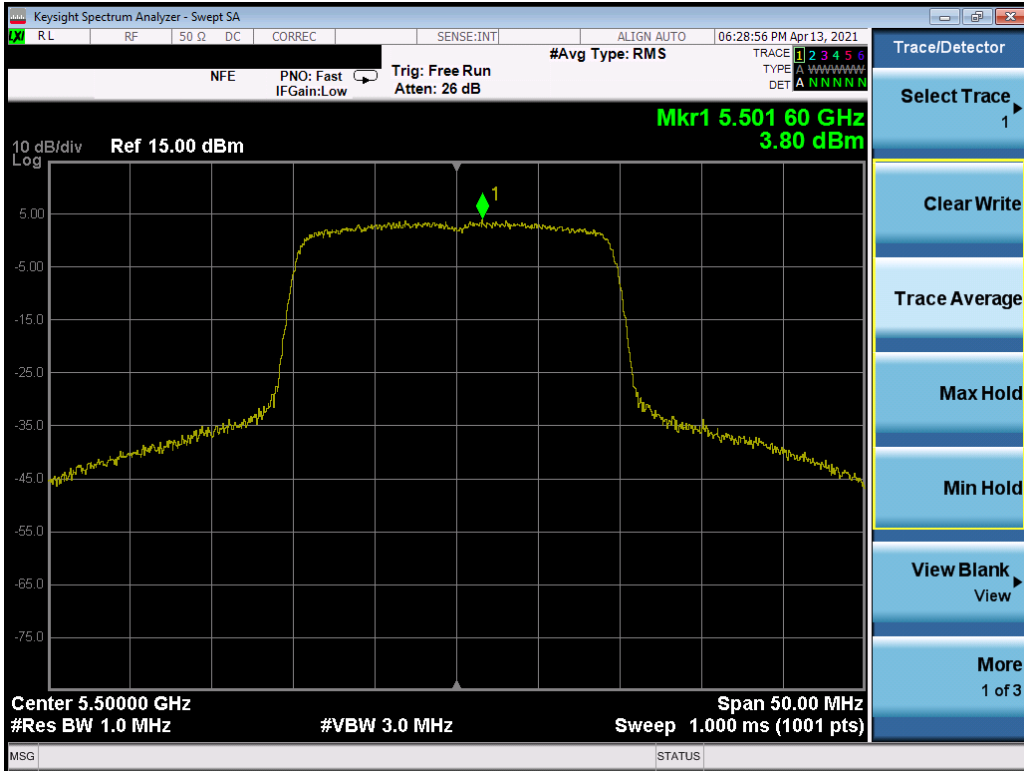 Keysight Spectrum Analyzer - Swept SA
LXI RL RF 50 Ω DC CORREC SENSE:INT ALIGN AUTO 06:28:56 PM Apr 13, 2021
NFE PNO: Fast Trig: Free Run #Avg Type: RMS TRACE 1 2 3 4 5 6
IFGain:Low Atten: 26 dB TYPE A WWWWW
DET A N N N N N
Mkr1 5.501 60 GHz
3.80 dBm
10 dB/div Ref 15.00 dBm
Log
1
5.00
-5.00
-15.0
-25.0
-35.0
-45.0
-55.0
-65.0
-75.0
Center 5.50000 GHz Span 50.00 MHz
#Res BW 1.0 MHz #VBW 3.0 MHz Sweep 1.000 ms (1001 pts)
MSG STATUS
Trace/Detector
Select Trace
1
Clear Write
Trace Average
Max Hold
Min Hold
View Blank
View
More
1 of 3